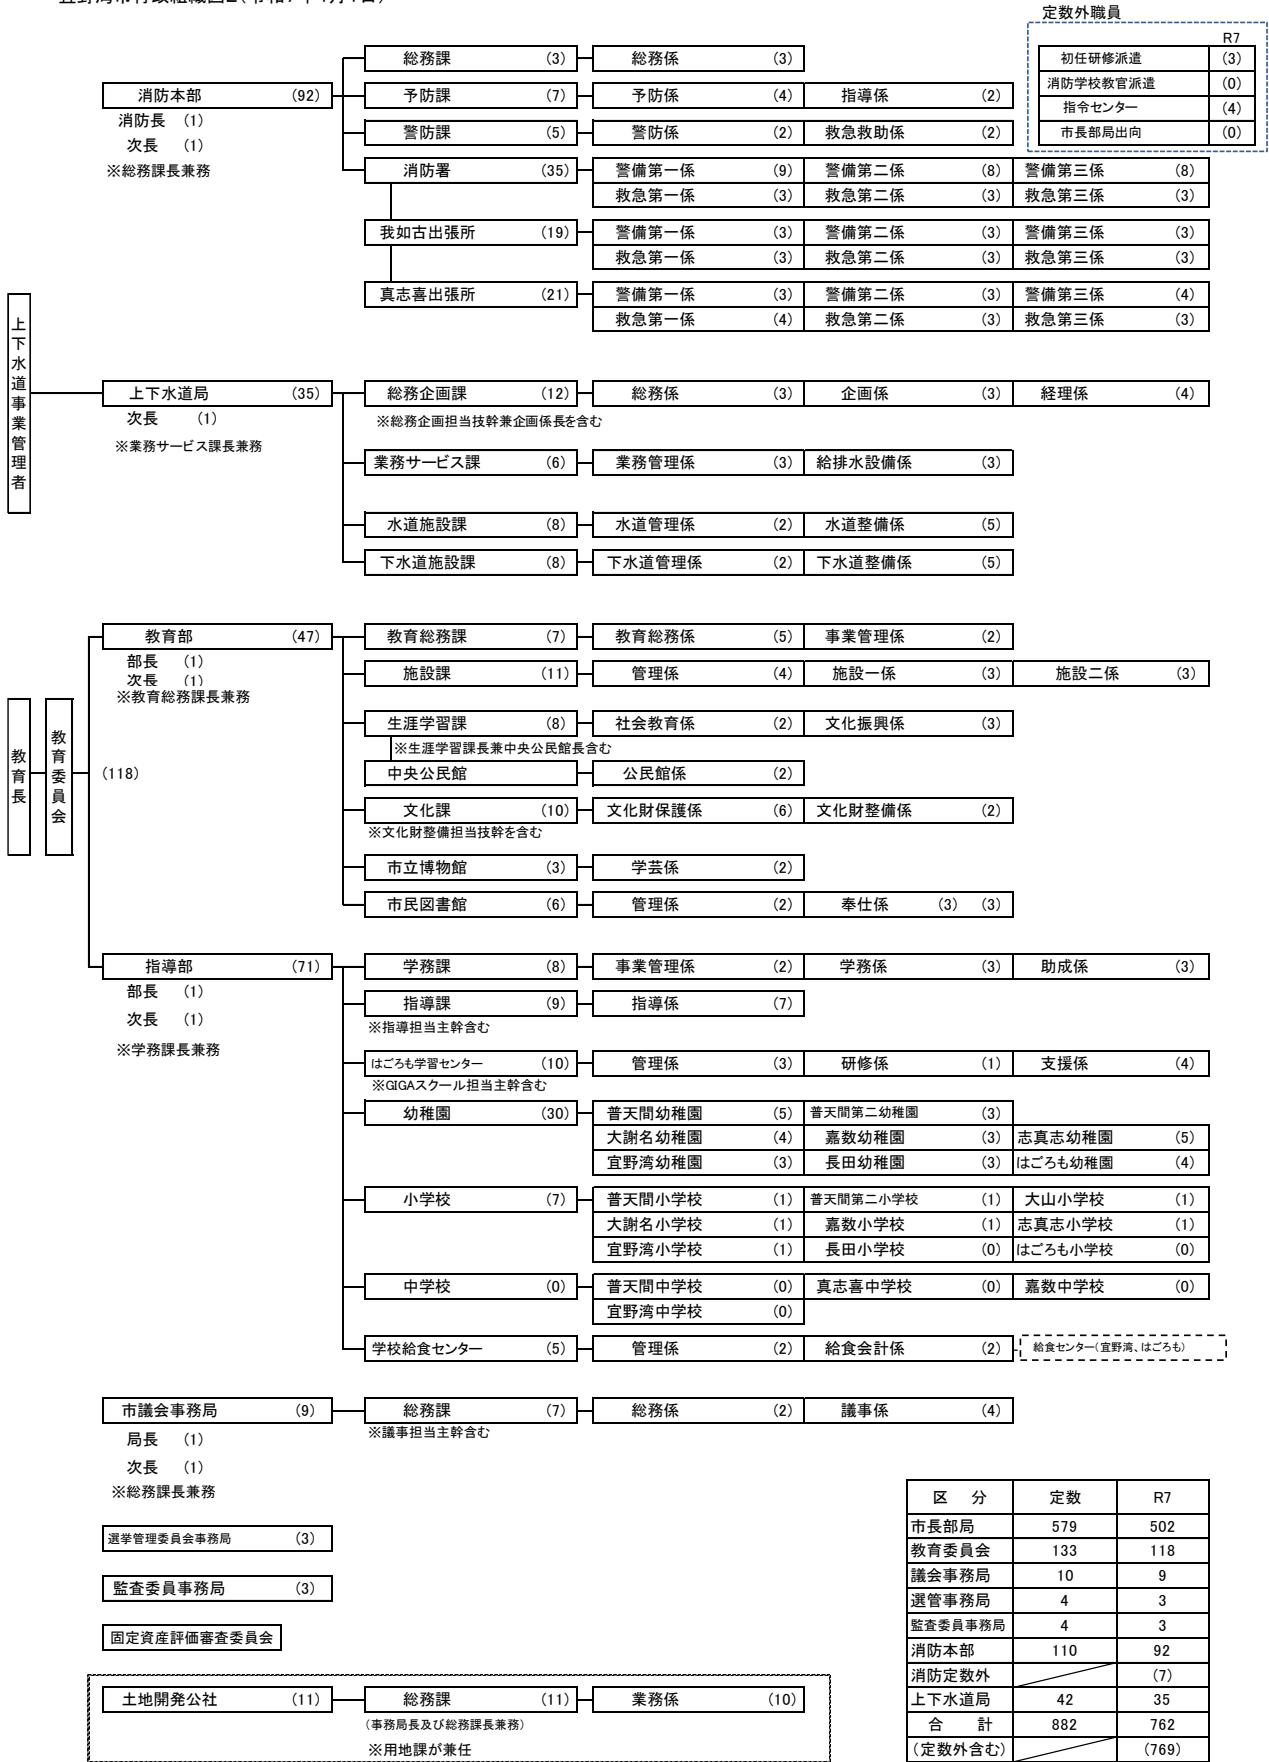 宜野湾市行政組織図2（令和7年4月1日）
定数外職員
R7
初任研修派遣 (3)
消防学校教官派遣 (0)
指令センター (4)
市長部局出向 (0)
総務課 (3) 総務係 (3)
消防本部 (92) 予防課 (7) 予防係 (4) 指導係 (2)
消防長 (1)
警防課 (5) 警防係 (2) 救急救助係 (2)
次長 (1)
※総務課長兼務
消防署 (35) 警備第一係 (9) 警備第二係 (8) 警備第三係 (8)
救急第一係 (3) 救急第二係 (3) 救急第三係 (3)
我如古出張所 (19) 警備第一係 (3) 警備第二係 (3) 警備第三係 (3)
救急第一係 (3) 救急第二係 (3) 救急第三係 (3)
真志喜出張所 (21) 警備第一係 (3) 警備第二係 (3) 警備第三係 (4)
救急第一係 (4) 救急第二係 (3) 救急第三係 (3)
上下水道事業管理者
上下水道局 (35) 総務企画課 (12) 総務係 (3) 企画係 (3) 経理係 (4)
次長 (1)
※総務企画担当技幹兼企画係長を含む
※業務サービス課長兼務
業務サービス課 (6) 業務管理係 (3) 給排水設備係 (3)
水道施設課 (8) 水道管理係 (2) 水道整備係 (5)
下水道施設課 (8) 下水道管理係 (2) 下水道整備係 (5)
教育長
教育委員会
(118)
教育部 (47) 教育総務課 (7) 教育総務係 (5) 事業管理係 (2)
部長 (1)
次長 (1)
※教育総務課長兼務
施設課 (11) 管理係 (4) 施設一係 (3) 施設二係 (3)
生涯学習課 (8) 社会教育係 (2) 文化振興係 (3)
※生涯学習課長兼中央公民館長含む
中央公民館 公民館係 (2)
文化課 (10) 文化財保護係 (6) 文化財整備係 (2)
※文化財整備担当技幹を含む
市立博物館 (3) 学芸係 (2)
市民図書館 (6) 管理係 (2) 奉仕係 (3) (3)
指導部 (71) 学務課 (8) 事業管理係 (2) 学務係 (3) 助成係 (3)
部長 (1)
次長 (1)
※学務課長兼務
指導課 (9) 指導係 (7)
※指導担当主幹含む
はごろも学習センター (10) 管理係 (3) 研修係 (1) 支援係 (4)
※GIGAスクール担当主幹含む
幼稚園 (30) 普天間幼稚園 (5) 普天間第二幼稚園 (3)
大謝名幼稚園 (4) 嘉数幼稚園 (3) 志真志幼稚園 (5)
宜野湾幼稚園 (3) 長田幼稚園 (3) はごろも幼稚園 (4)
小学校 (7) 普天間小学校 (1) 普天間第二小学校 (1) 大山小学校 (1)
大謝名小学校 (1) 嘉数小学校 (1) 志真志小学校 (1)
宜野湾小学校 (1) 長田小学校 (0) はごろも小学校 (0)
中学校 (0) 普天間中学校 (0) 真志喜中学校 (0) 嘉数中学校 (0)
宜野湾中学校 (0)
学校給食センター (5) 管理係 (2) 給食会計係 (2) 給食センター（宜野湾、はごろも）
市議会事務局 (9) 総務課 (7) 総務係 (2) 議事係 (4)
※議事担当主幹含む
局長 (1)
次長 (1)
※総務課長兼務
選挙管理委員会事務局 (3)
監査委員事務局 (3)
固定資産評価審査委員会
土地開発公社 (11) 総務課 (11) 業務係 (10)
（事務局長及び総務課長兼務）
※用地課が兼任
区 分 定数 R7
市長部局 579 502
教育委員会 133 118
議会事務局 10 9
選管事務局 4 3
監査委員事務局 4 3
消防本部 110 92
消防定数外 (7)
上下水道局 42 35
合 計 882 762
（定数外含む） (769)